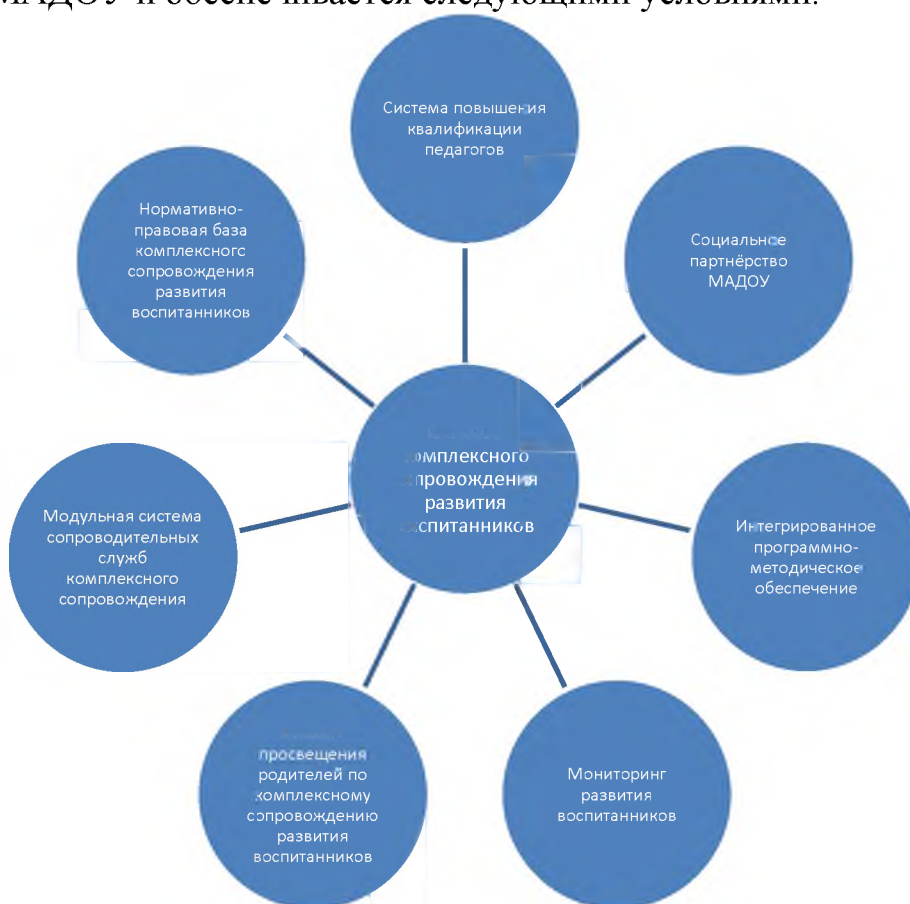 МАДОУ и обеспечивается следующими условиями:
Система повышения
квалификации
педагогов
Социальное
партнёрство
МАДОУ
Интегрированное
программно-
методическое
обеспечение
Мониторинг
развития
воспитанников
просвещения
родителей по
комплексному
сопровождению
развития
воспитанников
Модульная система
сопроводительных
служб
комплексного
сопровождения
Нормативно-
правовая база
комплексного
сопровождения
развития
воспитанников
комплексного
сопровождения
развития
воспитанников